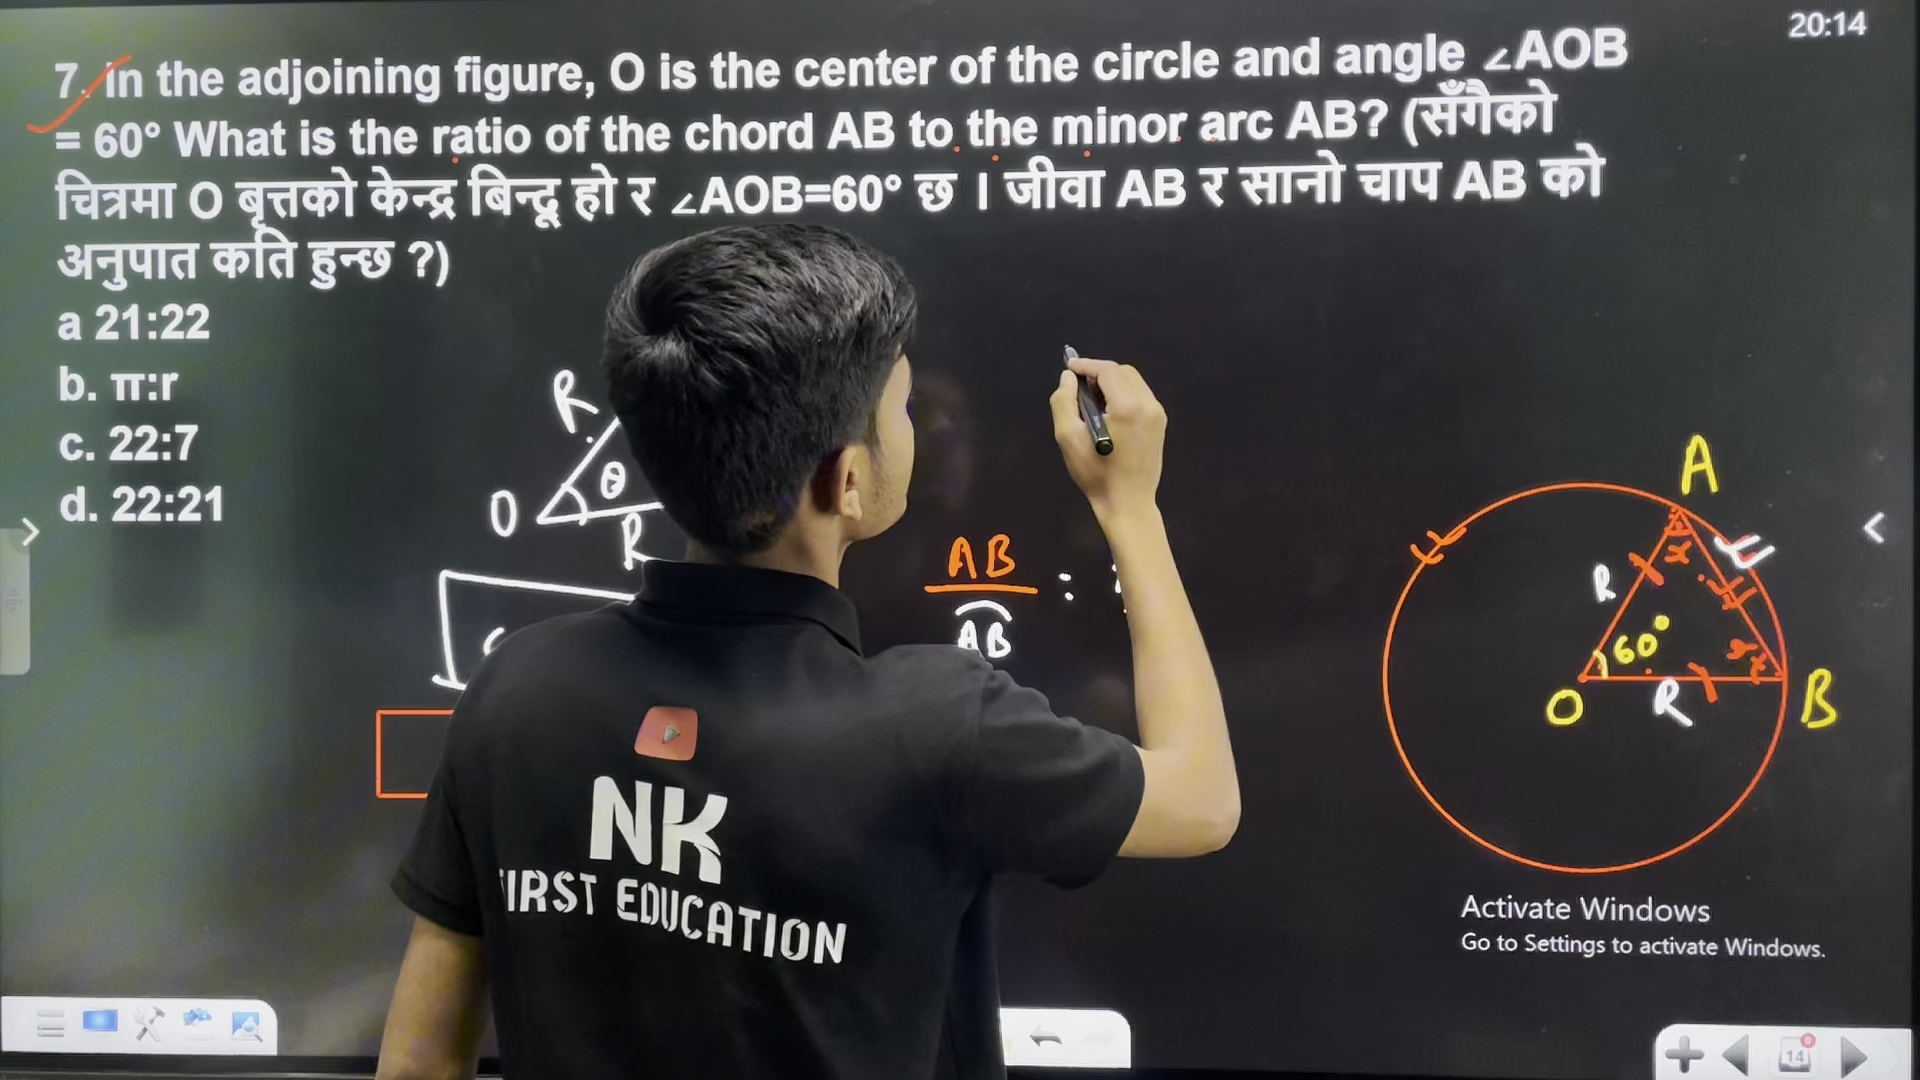 20:14
7. In the adjoining figure, O is the center of the circle and angle ∠AOB
= 60° What is the ratio of the chord AB to the minor arc AB? (सँगैको
चित्रमा O बृत्तको केन्द्र बिन्दू हो र ∠AOB=60° छ । जीवा AB र सानो चाप AB को
अनुपात कति हुन्छ ?)
a 21:22
b. π:r
c. 22:7
d. 22:21
R
θ
O
R
AB
AB
:
A
R
x
60°
x
O
R
B
NK
FIRST EDUCATION
Activate Windows
Go to Settings to activate Windows.
14